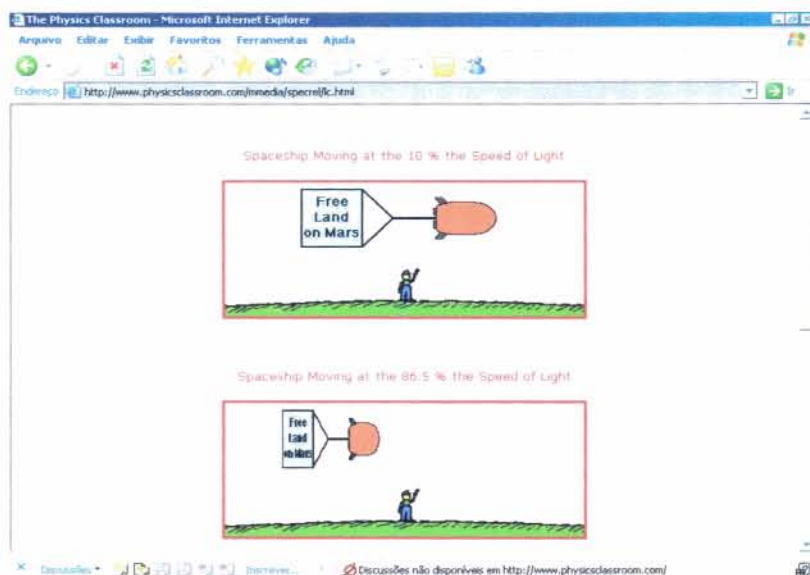 The Physics Classroom - Microsoft Internet Explorer
Arquivo Editar Exibir Favoritos Ferramentas Ajuda
Endereço http://www.physicsclassroom.com/mmedia/specrel/lc.html Ir
Spaceship Moving at the 10 % the Speed of Light
Free
Land
on Mars
Spaceship Moving at the 86.5 % the Speed of Light
Free
Land
on Mars
Discussões Inscrever... Discussões não disponíveis em http://www.physicsclassroom.com/